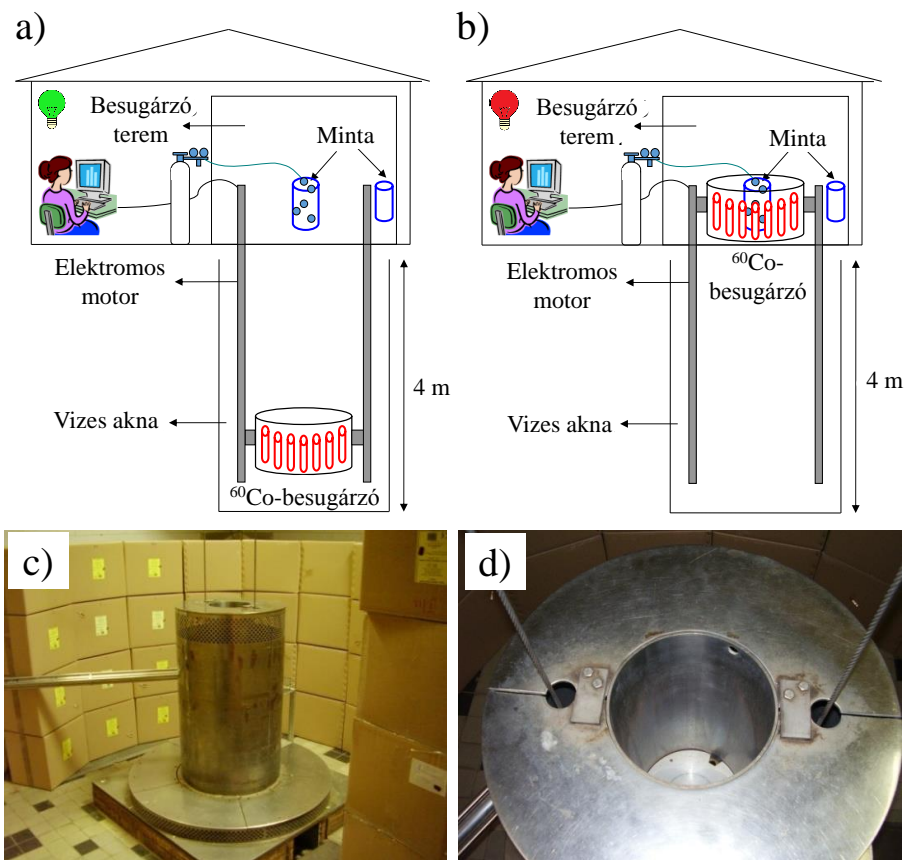 a)
Besugárzó
terem
Minta
Elektromos
motor
4 m
Vizes akna
⁶⁰Co-besugárzó
b)
Besugárzó
terem
Minta
⁶⁰Co-
besugárzó
Elektromos
motor
4 m
Vizes akna
c)
d)